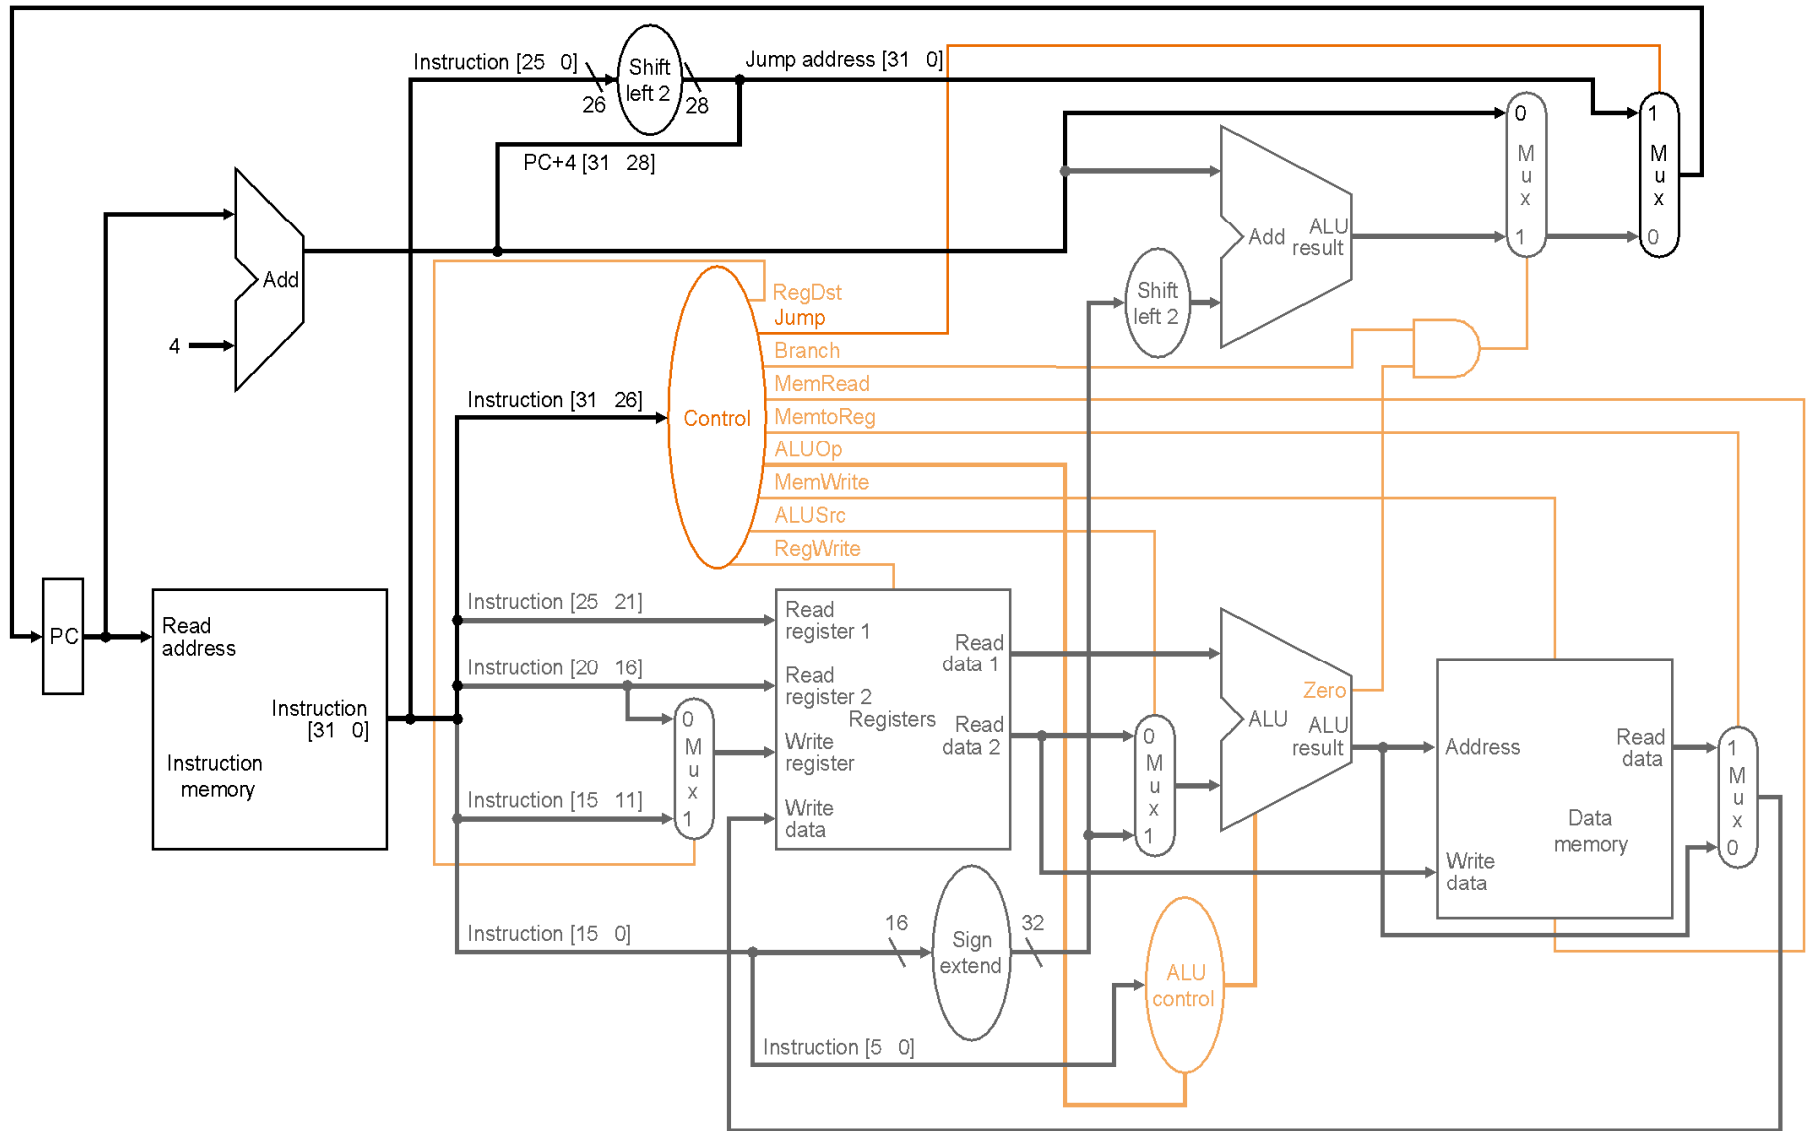 Instruction [25 0]
26
Shift
left 2
28
Jump address [31 0]
PC+4 [31 28]
0
M
u
x
1
1
M
u
x
0
Add
4
Add
ALU
result
Shift
left 2
RegDst
Jump
Branch
MemRead
MemtoReg
ALUOp
MemWrite
ALUSrc
RegWrite
Control
Instruction [31 26]
PC
Read
address
Instruction
[31 0]
Instruction
memory
Instruction [25 21]
Instruction [20 16]
Instruction [15 11]
0
M
u
x
1
Read
register 1
Read
register 2
Write
register
Write
data
Registers
Read
data 1
Read
data 2
0
M
u
x
1
Zero
ALU
ALU
result
Address
Write
data
Read
data
Data
memory
1
M
u
x
0
Instruction [15 0]
16
Sign
extend
32
ALU
control
Instruction [5 0]